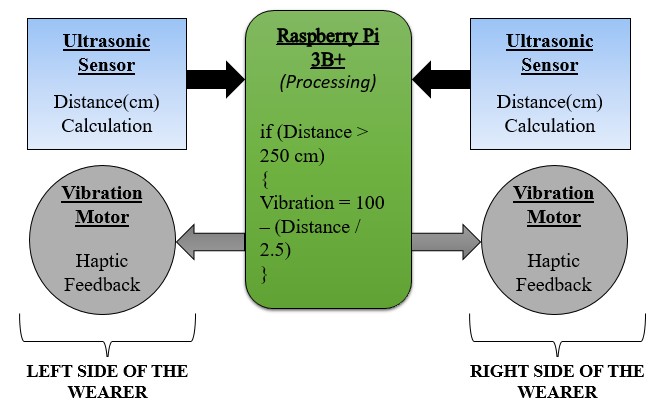 Ultrasonic
Sensor
Distance(cm)
Calculation
Vibration
Motor
Haptic
Feedback
LEFT SIDE OF THE
WEARER
Raspberry Pi
3B+
(Processing)
if (Distance >
250 cm)
{
Vibration = 100
– (Distance /
2.5)
}
Ultrasonic
Sensor
Distance(cm)
Calculation
Vibration
Motor
Haptic
Feedback
RIGHT SIDE OF THE
WEARER